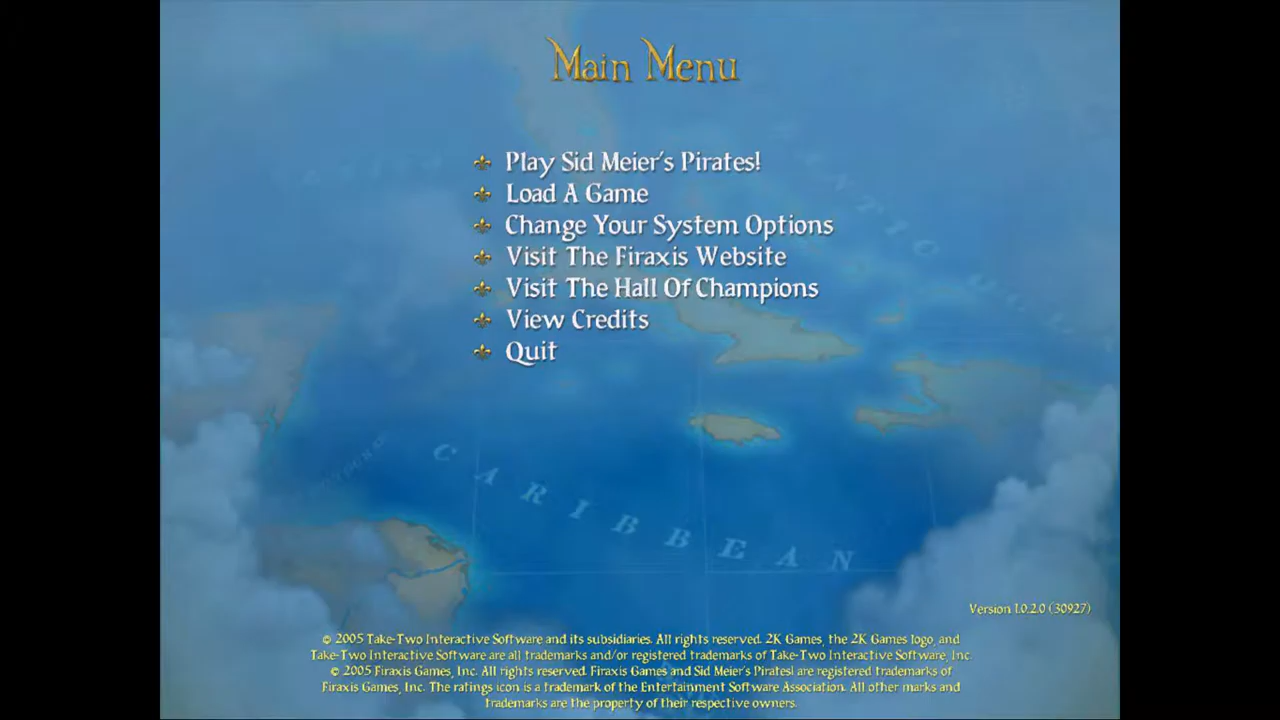 Main Menu
Play Sid Meier's Pirates!
Load A Game
Change Your System Options
Visit The Firaxis Website
Visit The Hall Of Champions
View Credits
Quit
CARIBBEAN
Version 1.0.2.0 (30927)
© 2005 Take-Two Interactive Software and its subsidiaries. All rights reserved. 2K Games, the 2K Games logo, and
Take-Two Interactive Software are all trademarks and/or registered trademarks of Take-Two Interactive Software, Inc.
© 2005 Firaxis Games, Inc. All rights reserved. Firaxis Games and Sid Meier's Pirates! are registered trademarks of
Firaxis Games, Inc. The ratings icon is a trademark of the Entertainment Software Association. All other marks and
trademarks are the property of their respective owners.